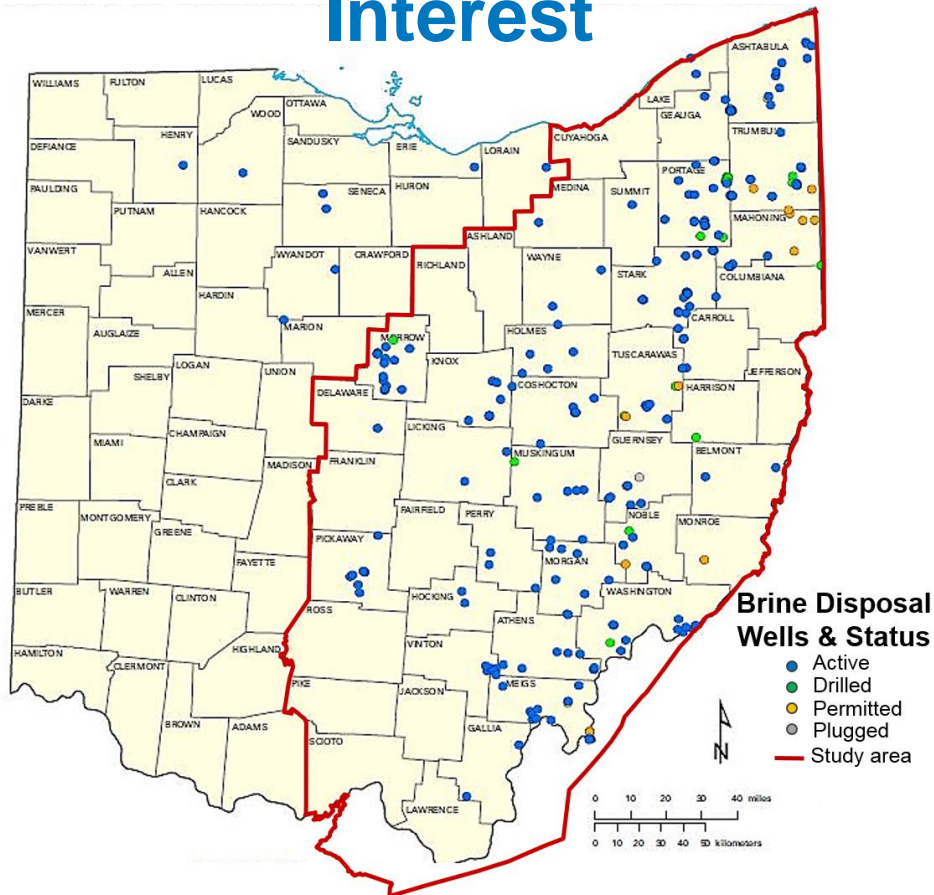 Interest
ASHTABULA
WILLIAMS
FULTON
LUCAS
LAKE
OTTAWA
WOOD
GEAUGA
HENRY
CUYAHOGA
TRUMBULL
SANDUSKY
ERIE
LORAIN
DEFIANCE
PORTAGE
PAULDING
SENECA
HURON
MEDINA
SUMMIT
PUTNAM
HANCOCK
MAHONING
ASHLAND
VANWERT
WYANDOT
CRAWFORD
RICHLAND
WAYNE
ALLEN
STARK
COLUMBIANA
HARDIN
MERCER
CARROLL
AUGLAIZE
MARION
HOLMES
MORROW
KNOX
TUSCARAWAS
LOGAN
UNION
JEFFERSON
SHELBY
COSHOCTON
HARRISON
DELAWARE
DARKE
LICKING
CHAMPAIGN
MIAMI
GUERNSEY
MUSKINGUM
BELMONT
MADISON
FRANKLIN
CLARK
PREBLE
FAIRFIELD
PERRY
NOBLE
MONTGOMERY
MONROE
GREENE
PICKAWAY
FAYETTE
MORGAN
BUTLER
WARREN
CLINTON
HOCKING
WASHINGTON
ROSS
ATHENS
VINTON
HIGHLAND
HAMILTON
CLERMONT
PIKE
MEIGS
JACKSON
BROWN
ADAMS
GALLIA
SCIOTO
LAWRENCE
Brine Disposal
Wells & Status
Active
Drilled
Permitted
Plugged
Study area
N
0 10 20 30 40 miles
0 10 20 30 40 50 kilometers